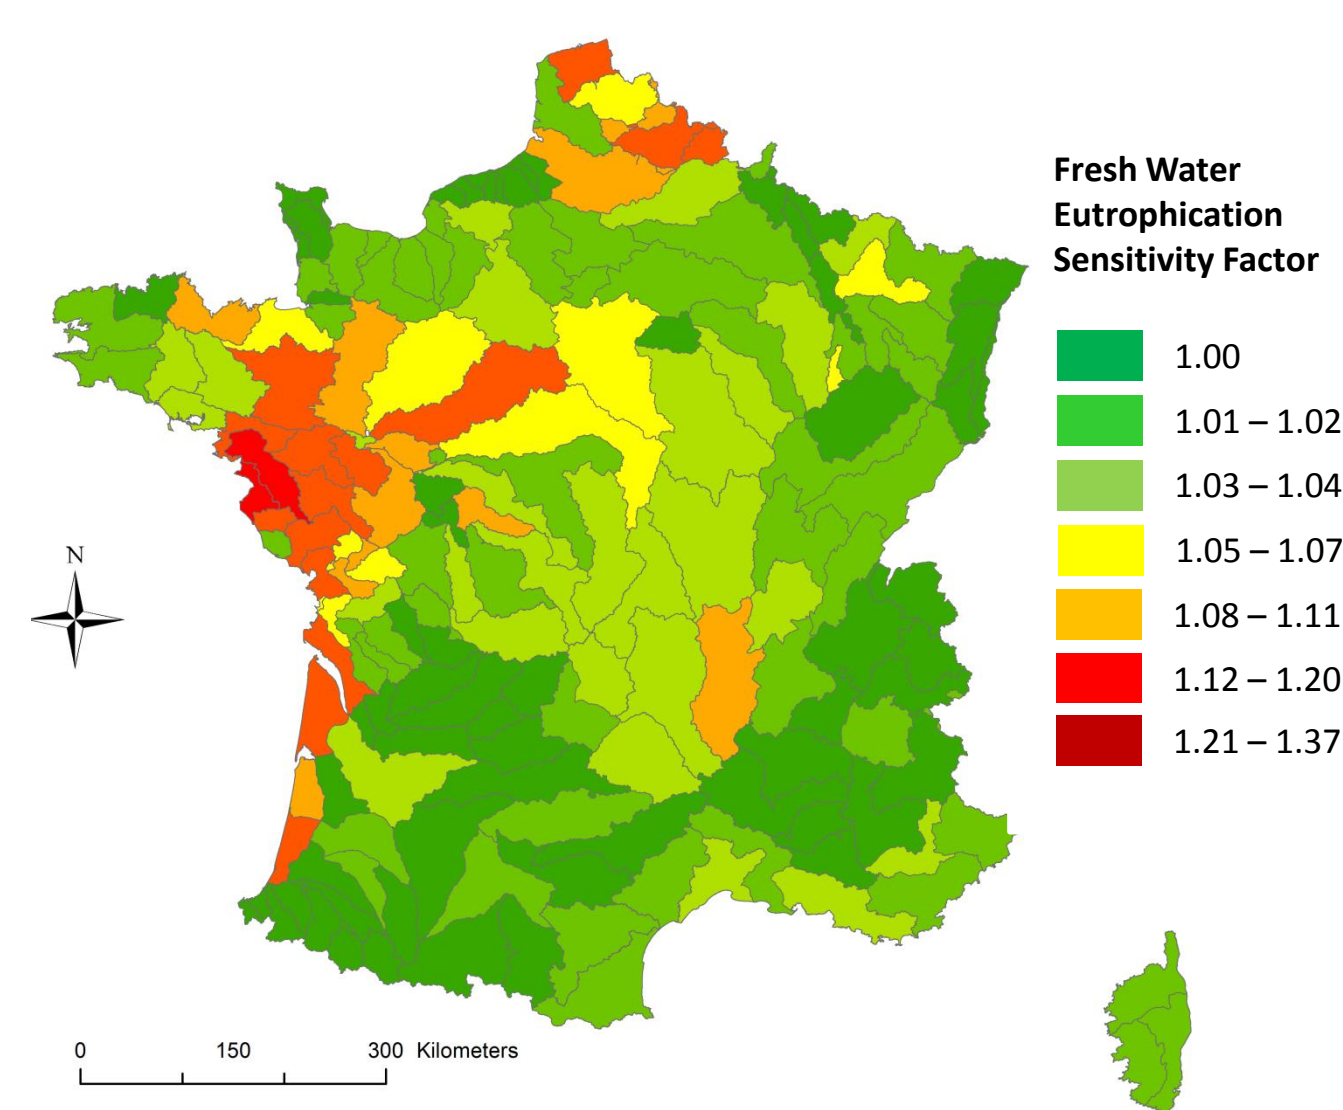 Fresh Water
Eutrophication
Sensitivity Factor
1.00
1.01 – 1.02
1.03 – 1.04
1.05 – 1.07
1.08 – 1.11
1.12 – 1.20
1.21 – 1.37
N
0 150 300 Kilometers